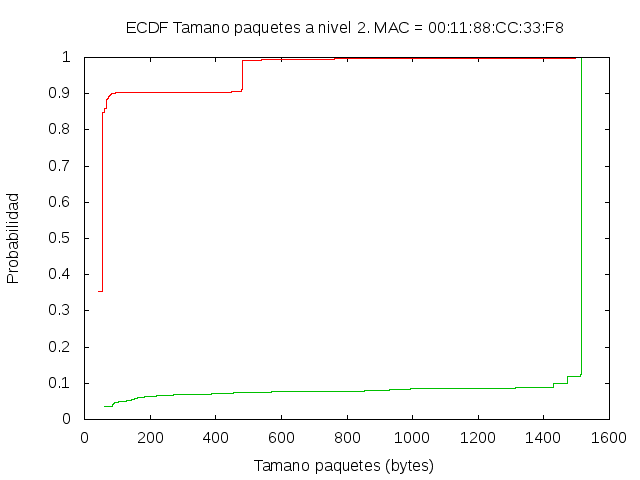 ECDF Tamano paquetes a nivel 2. MAC = 00:11:88:CC:33:F8
1
0.9
0.8
0.7
0.6
0.5
0.4
0.3
0.2
0.1
0
Probabilidad
0 200 400 600 800 1000 1200 1400 1600
Tamano paquetes (bytes)